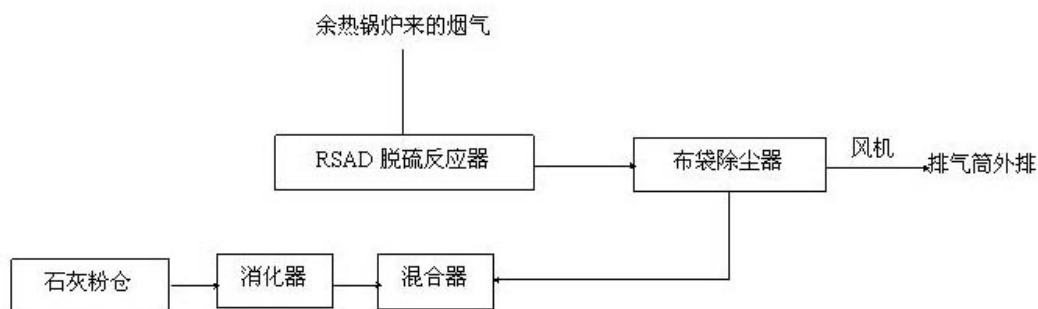 余热锅炉来的烟气
RSAD 脱硫反应器
布袋除尘器
风机
排气筒外排
石灰粉仓
消化器
混合器